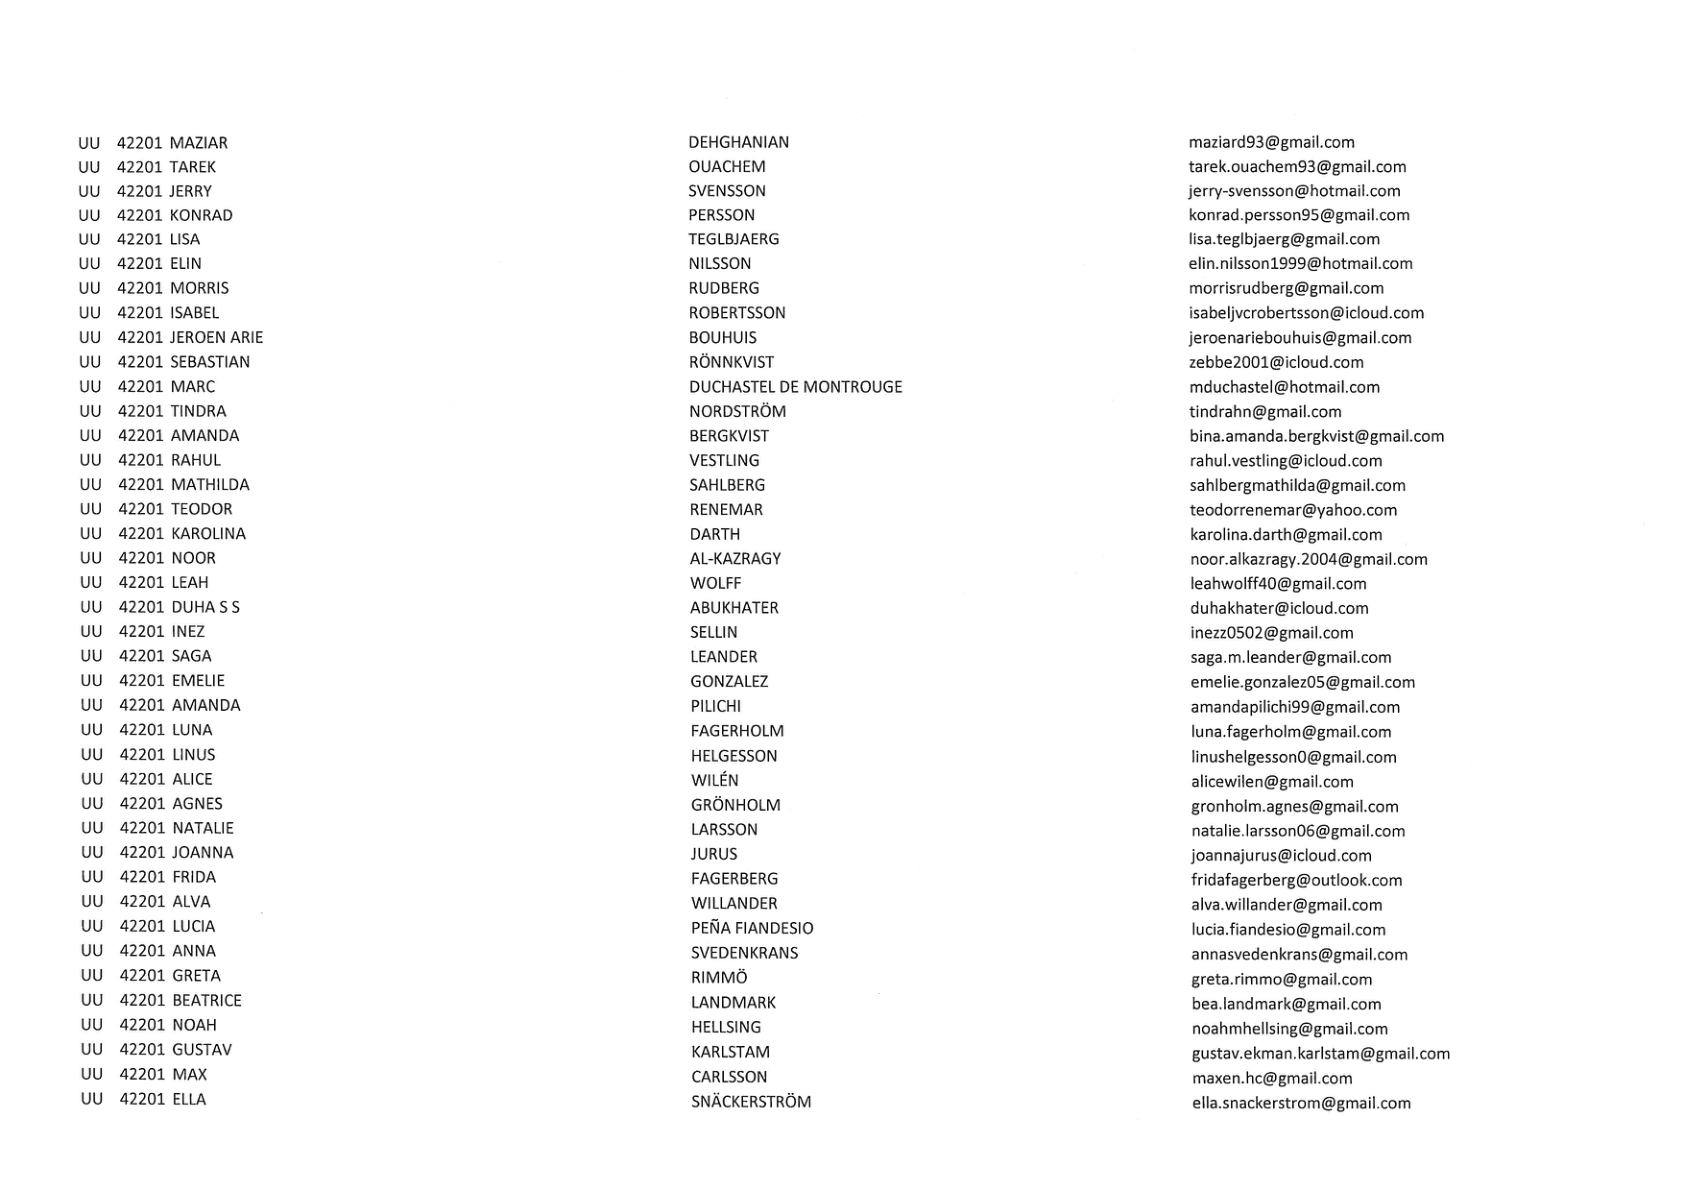 UU 42201 MAZIAR DEHGHANIAN maziard93@gmail.com
UU 42201 TAREK OUACHEM tarek.ouachem93@gmail.com
UU 42201 JERRY SVENSSON jerry-svensson@hotmail.com
UU 42201 KONRAD PERSSON konrad.persson95@gmail.com
UU 42201 LISA TEGLBJAERG lisa.teglbjaerg@gmail.com
UU 42201 ELIN NILSSON elin.nilsson1999@hotmail.com
UU 42201 MORRIS RUDBERG morrisrudberg@gmail.com
UU 42201 ISABEL ROBERTSSON isabeljvcrobertsson@icloud.com
UU 42201 JEROEN ARIE BOUHUIS jeroenariebouhuis@gmail.com
UU 42201 SEBASTIAN RÖNNKVIST zebbe2001@icloud.com
UU 42201 MARC DUCHASTEL DE MONTROUGE mduchastel@hotmail.com
UU 42201 TINDRA NORDSTRÖM tindrahn@gmail.com
UU 42201 AMANDA BERGKVIST bina.amanda.bergkvist@gmail.com
UU 42201 RAHUL VESTLING rahul.vestling@icloud.com
UU 42201 MATHILDA SAHLBERG sahlbergmathilda@gmail.com
UU 42201 TEODOR RENEMAR teodorrenemar@yahoo.com
UU 42201 KAROLINA DARTH karolina.darth@gmail.com
UU 42201 NOOR AL-KAZRAGY noor.alkazragy.2004@gmail.com
UU 42201 LEAH WOLFF leahwolff40@gmail.com
UU 42201 DUHA S S ABUKHATER duhakhater@icloud.com
UU 42201 INEZ SELLIN inezz0502@gmail.com
UU 42201 SAGA LEANDER saga.m.leander@gmail.com
UU 42201 EMELIE GONZALEZ emelie.gonzalez05@gmail.com
UU 42201 AMANDA PILICHI amandapilichi99@gmail.com
UU 42201 LUNA FAGERHOLM luna.fagerholm@gmail.com
UU 42201 LINUS HELGESSON linushelgesson0@gmail.com
UU 42201 ALICE WILÉN alicewilen@gmail.com
UU 42201 AGNES GRÖNHOLM gronholm.agnes@gmail.com
UU 42201 NATALIE LARSSON natalie.larsson06@gmail.com
UU 42201 JOANNA JURUS joannajurus@icloud.com
UU 42201 FRIDA FAGERBERG fridafagerberg@outlook.com
UU 42201 ALVA WILLANDER alva.willander@gmail.com
UU 42201 LUCIA PEÑA FIANDESIO lucia.fiandesio@gmail.com
UU 42201 ANNA SVEDENKRANS annasvedenkrans@gmail.com
UU 42201 GRETA RIMMÖ greta.rimmo@gmail.com
UU 42201 BEATRICE LANDMARK bea.landmark@gmail.com
UU 42201 NOAH HELLSING noahmhellsing@gmail.com
UU 42201 GUSTAV KARLSTAM gustav.ekman.karlstam@gmail.com
UU 42201 MAX CARLSSON maxen.hc@gmail.com
UU 42201 ELLA SNÄCKERSTRÖM ella.snackerstrom@gmail.com